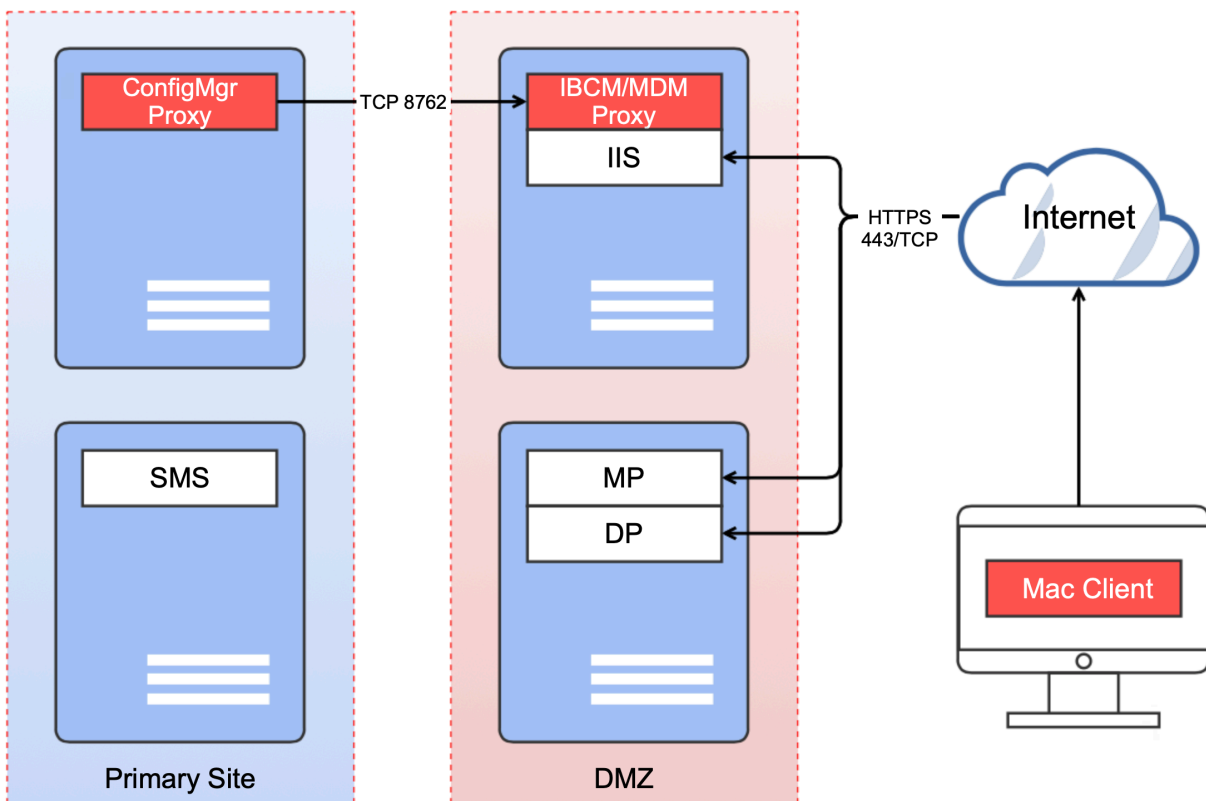 ConfigMgr
Proxy
TCP 8762
IBCM/MDM
Proxy
IIS
HTTPS
443/TCP
Internet
SMS
MP
DP
Mac Client
Primary Site
DMZ